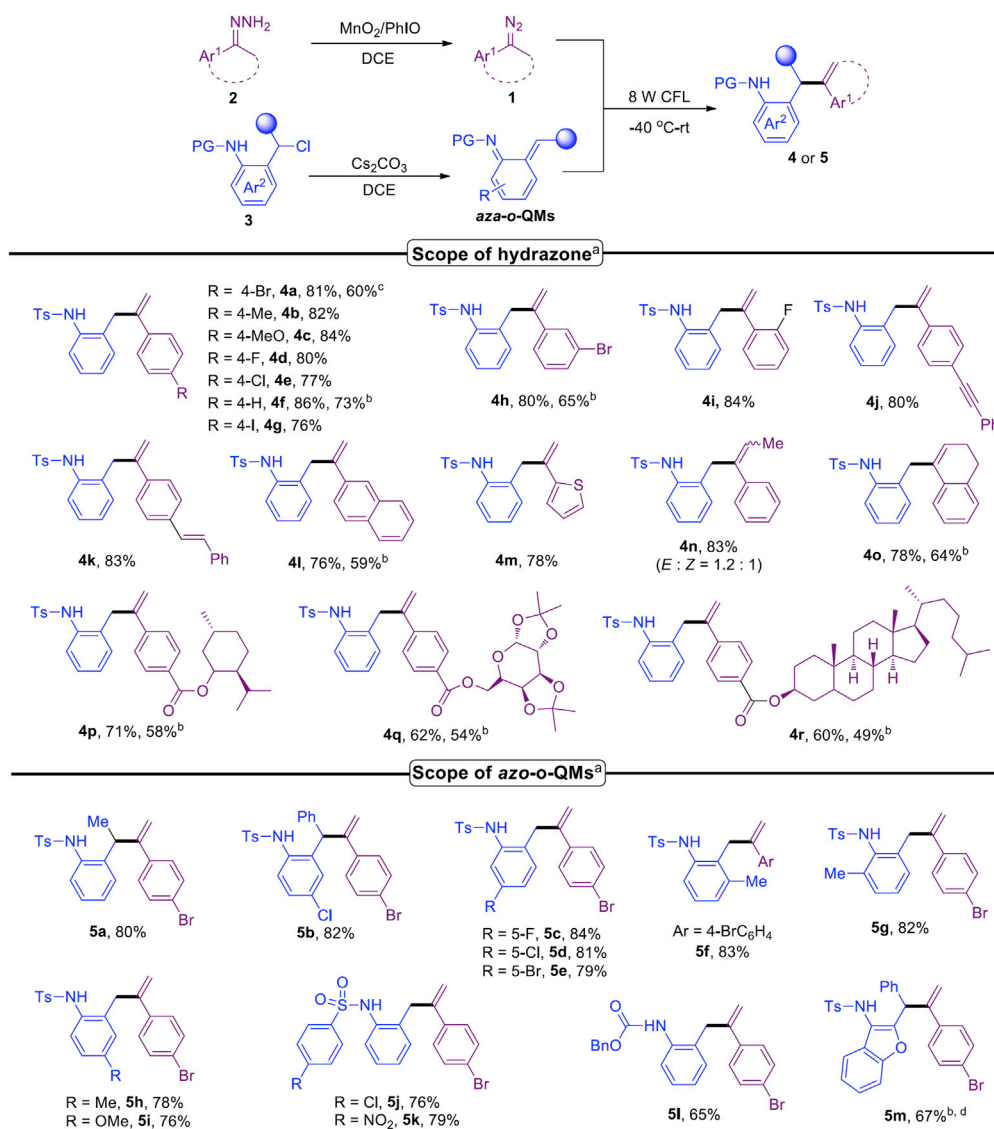 NNH2
Ar1
2
MnO2/PhIO
DCE
N2
Ar1
1
PG-NH
Cl
Ar2
3
Cs2CO3
DCE
PG-N
R
aza-o-QMs
8 W CFL
-40 °C-rt
PG-NH
Ar1
Ar2
4 or 5
Scope of hydrazoneᵃ
Ts-NH
R
R = 4-Br, 4a, 81%, 60%ᶜ
R = 4-Me, 4b, 82%
R = 4-MeO, 4c, 84%
R = 4-F, 4d, 80%
R = 4-Cl, 4e, 77%
R = 4-H, 4f, 86%, 73%ᵇ
R = 4-I, 4g, 76%
Ts-NH
Br
4h, 80%, 65%ᵇ
Ts-NH
F
4i, 84%
Ts-NH
Ph
4j, 80%
Ts-NH
Ph
4k, 83%
Ts-NH
4l, 76%, 59%ᵇ
Ts-NH
S
4m, 78%
Ts-NH
Me
4n, 83%
(E : Z = 1.2 : 1)
Ts-NH
4o, 78%, 64%ᵇ
Ts-NH
O
O
4p, 71%, 58%ᵇ
Ts-NH
O
O
O
O
O
O
O
4q, 62%, 54%ᵇ
Ts-NH
O
O
H
H
H
4r, 60%, 49%ᵇ
Scope of azo-o-QMsᵃ
Me
Ts-NH
Br
5a, 80%
Ph
Ts-NH
Cl
Br
5b, 82%
Ts-NH
R
Br
R = 5-F, 5c, 84%
R = 5-Cl, 5d, 81%
R = 5-Br, 5e, 79%
Ts-NH
Ar
Me
Ar = 4-BrC6H4
5f, 83%
Ts-NH
Me
Br
5g, 82%
Ts-NH
R
Br
R = Me, 5h, 78%
R = OMe, 5i, 76%
O
O
S
NH
R
Br
R = Cl, 5j, 76%
R = NO2, 5k, 79%
O
NH
OBn
Br
5l, 65%
Ph
Ts-NH
O
Br
5m, 67%ᵇ, ᵈ